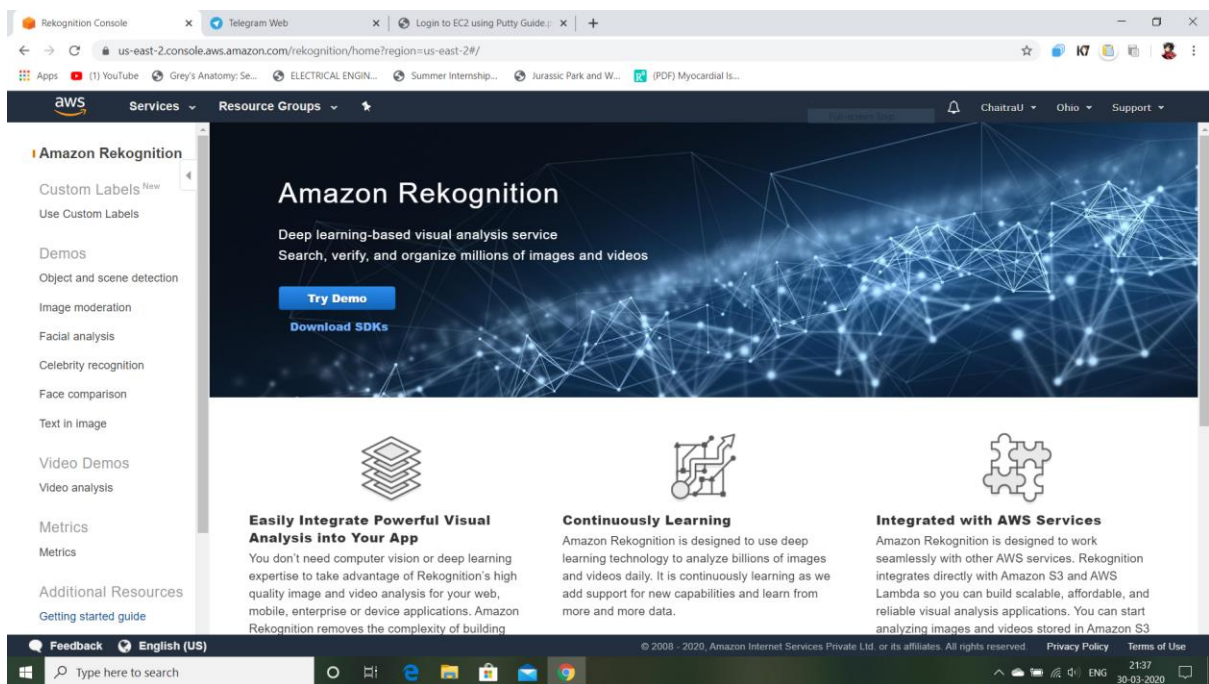 Rekognition Console
Telegram Web
Login to EC2 using Putty Guide.p
us-east-2.console.aws.amazon.com/rekognition/home?region=us-east-2#/
K7
Apps
(1) YouTube
Grey's Anatomy: Se...
ELECTRICAL ENGIN...
Summer Internship...
Jurassic Park and W...
(PDF) Myocardial Is...
aws
Services
Resource Groups
ChaitraU
Ohio
Support
Amazon Rekognition
Custom Labels New
Use Custom Labels
Demos
Object and scene detection
Image moderation
Facial analysis
Celebrity recognition
Face comparison
Text in image
Video Demos
Video analysis
Metrics
Metrics
Additional Resources
Getting started guide
Amazon Rekognition
Deep learning-based visual analysis service
Search, verify, and organize millions of images and videos
Try Demo
Download SDKs
Easily Integrate Powerful Visual
Analysis into Your App
You don't need computer vision or deep learning
expertise to take advantage of Rekognition's high
quality image and video analysis for your web,
mobile, enterprise or device applications. Amazon
Rekognition removes the complexity of building
Continuously Learning
Amazon Rekognition is designed to use deep
learning technology to analyze billions of images
and videos daily. It is continuously learning as we
add support for new capabilities and learn from
more and more data.
Integrated with AWS Services
Amazon Rekognition is designed to work
seamlessly with other AWS services. Rekognition
integrates directly with Amazon S3 and AWS
Lambda so you can build scalable, affordable, and
reliable visual analysis applications. You can start
analyzing images and videos stored in Amazon S3
Feedback
English (US)
© 2008 - 2020, Amazon Internet Services Private Ltd. or its affiliates. All rights reserved.
Privacy Policy
Terms of Use
Type here to search
ENG
21:37
30-03-2020